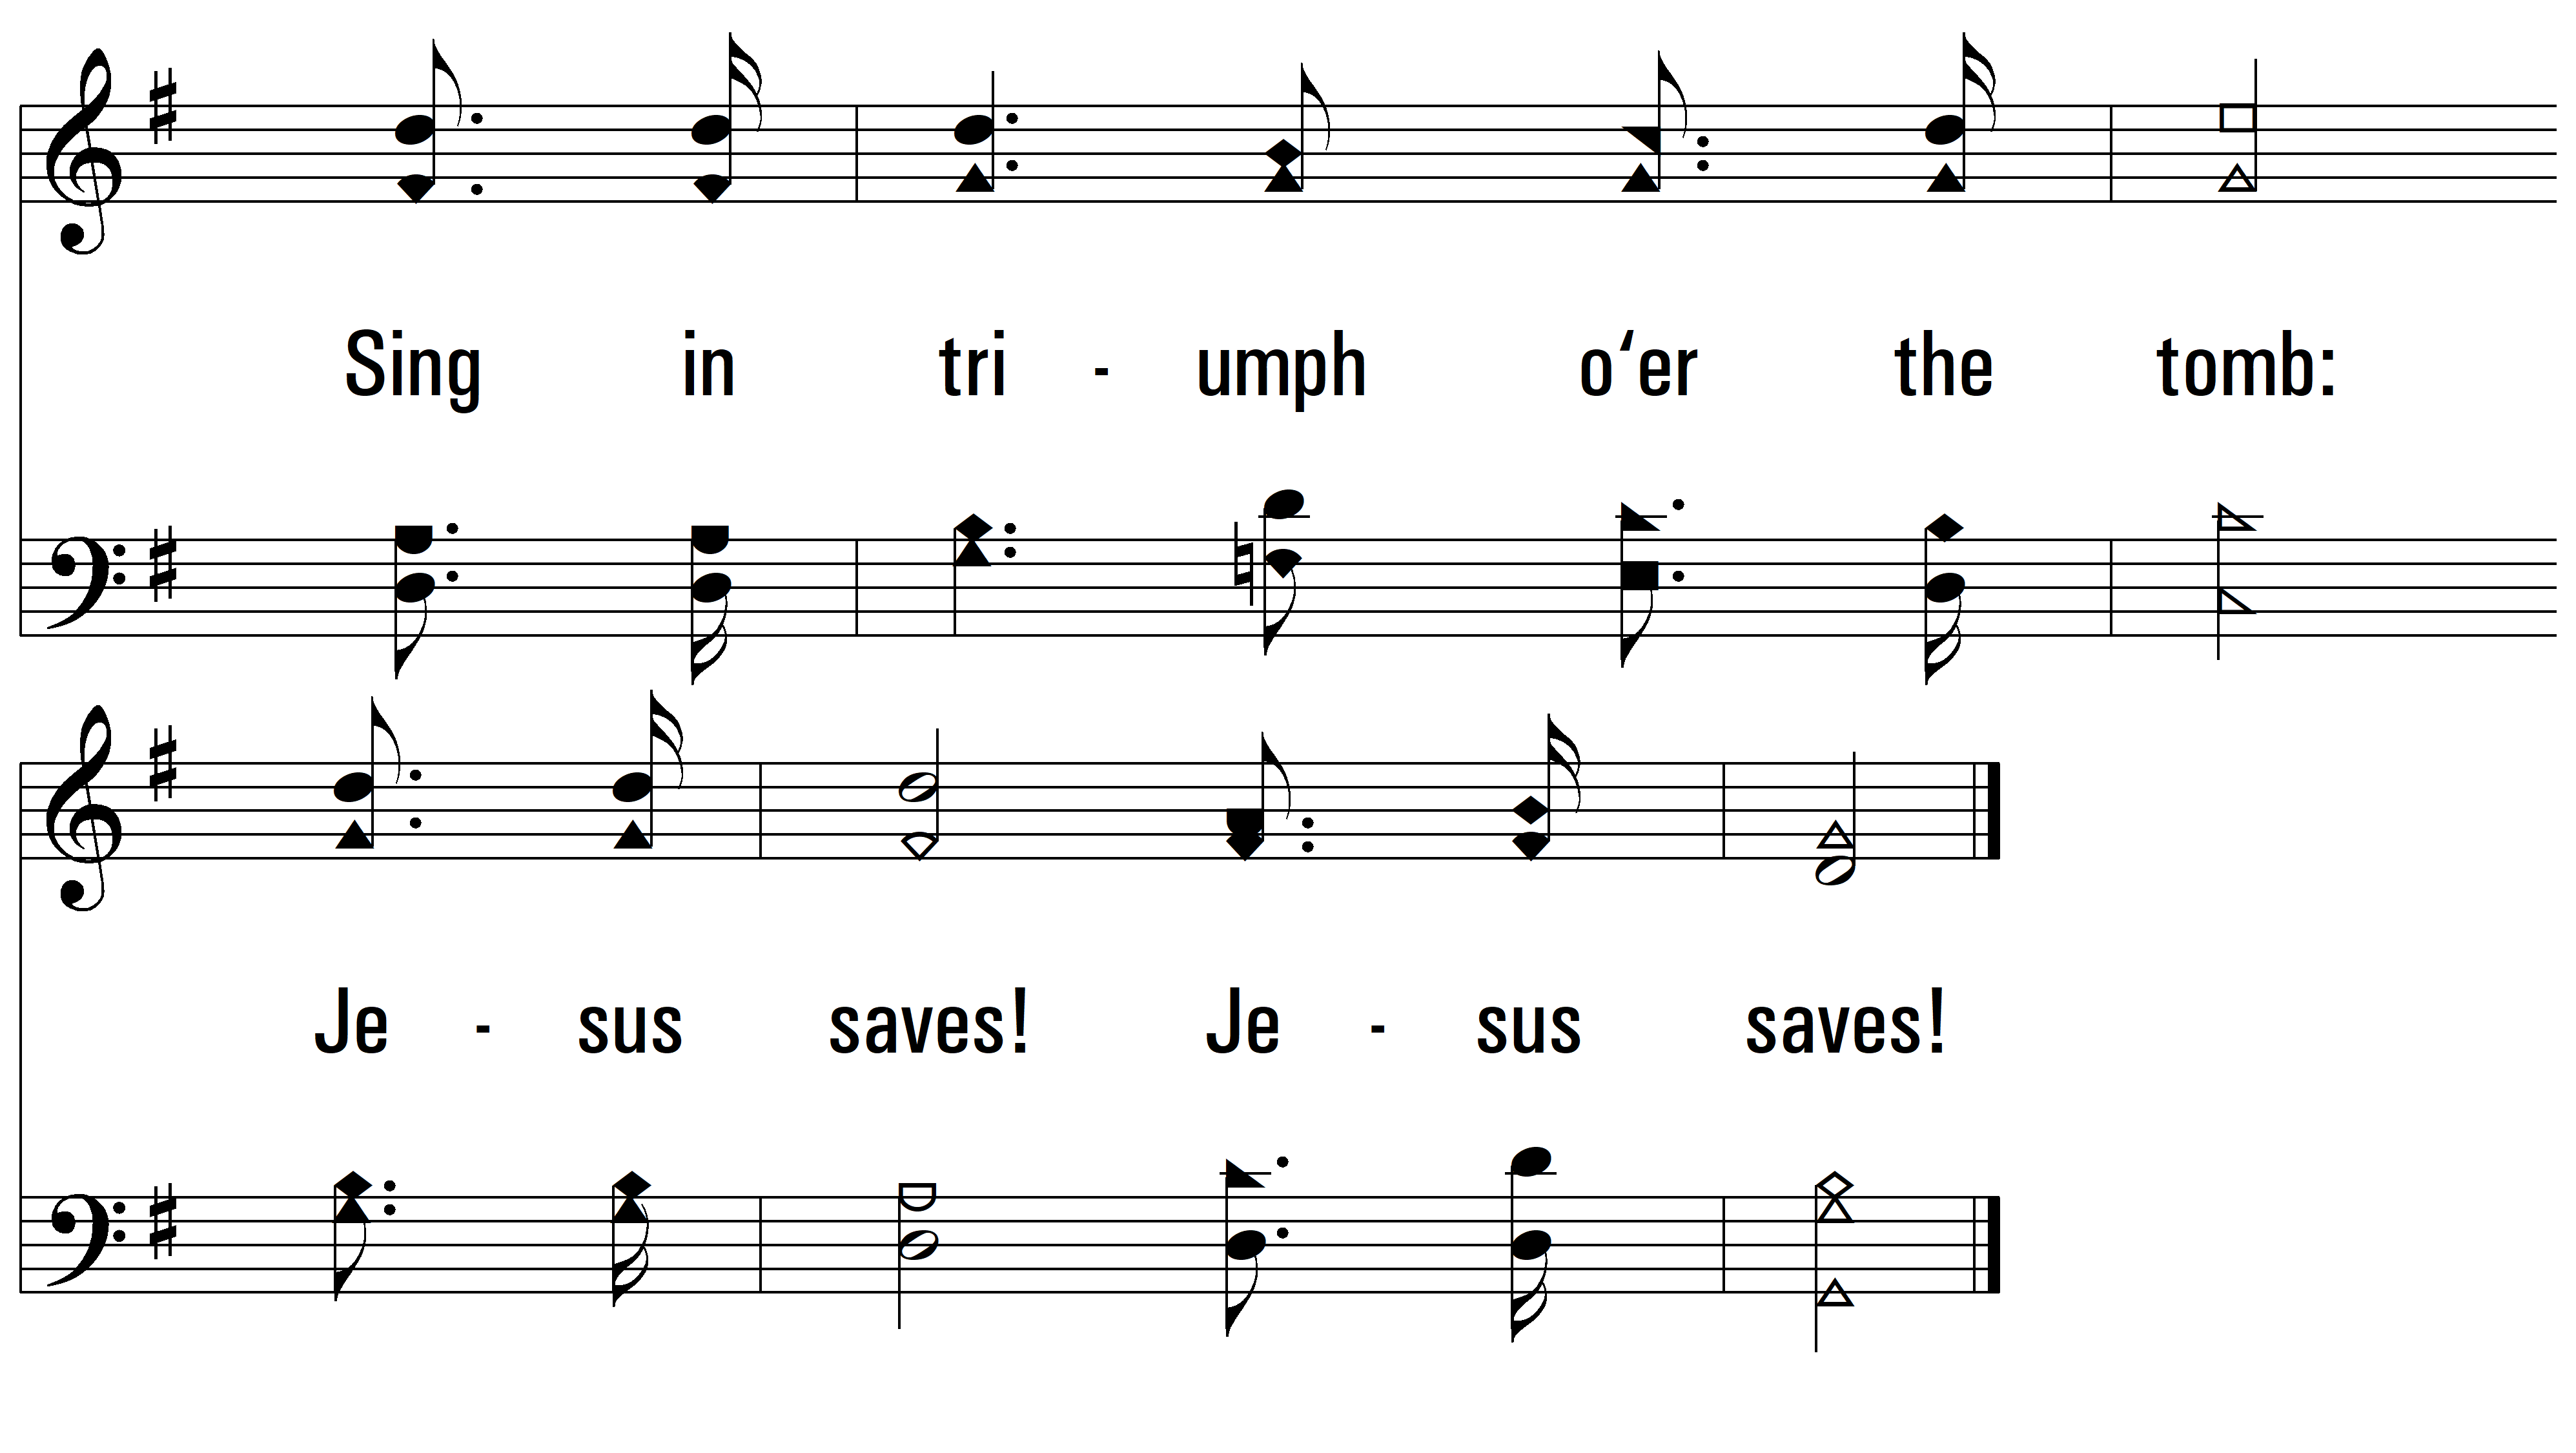 Sing in tri - umph o‘er the tomb:
Je - sus saves! Je - sus saves!